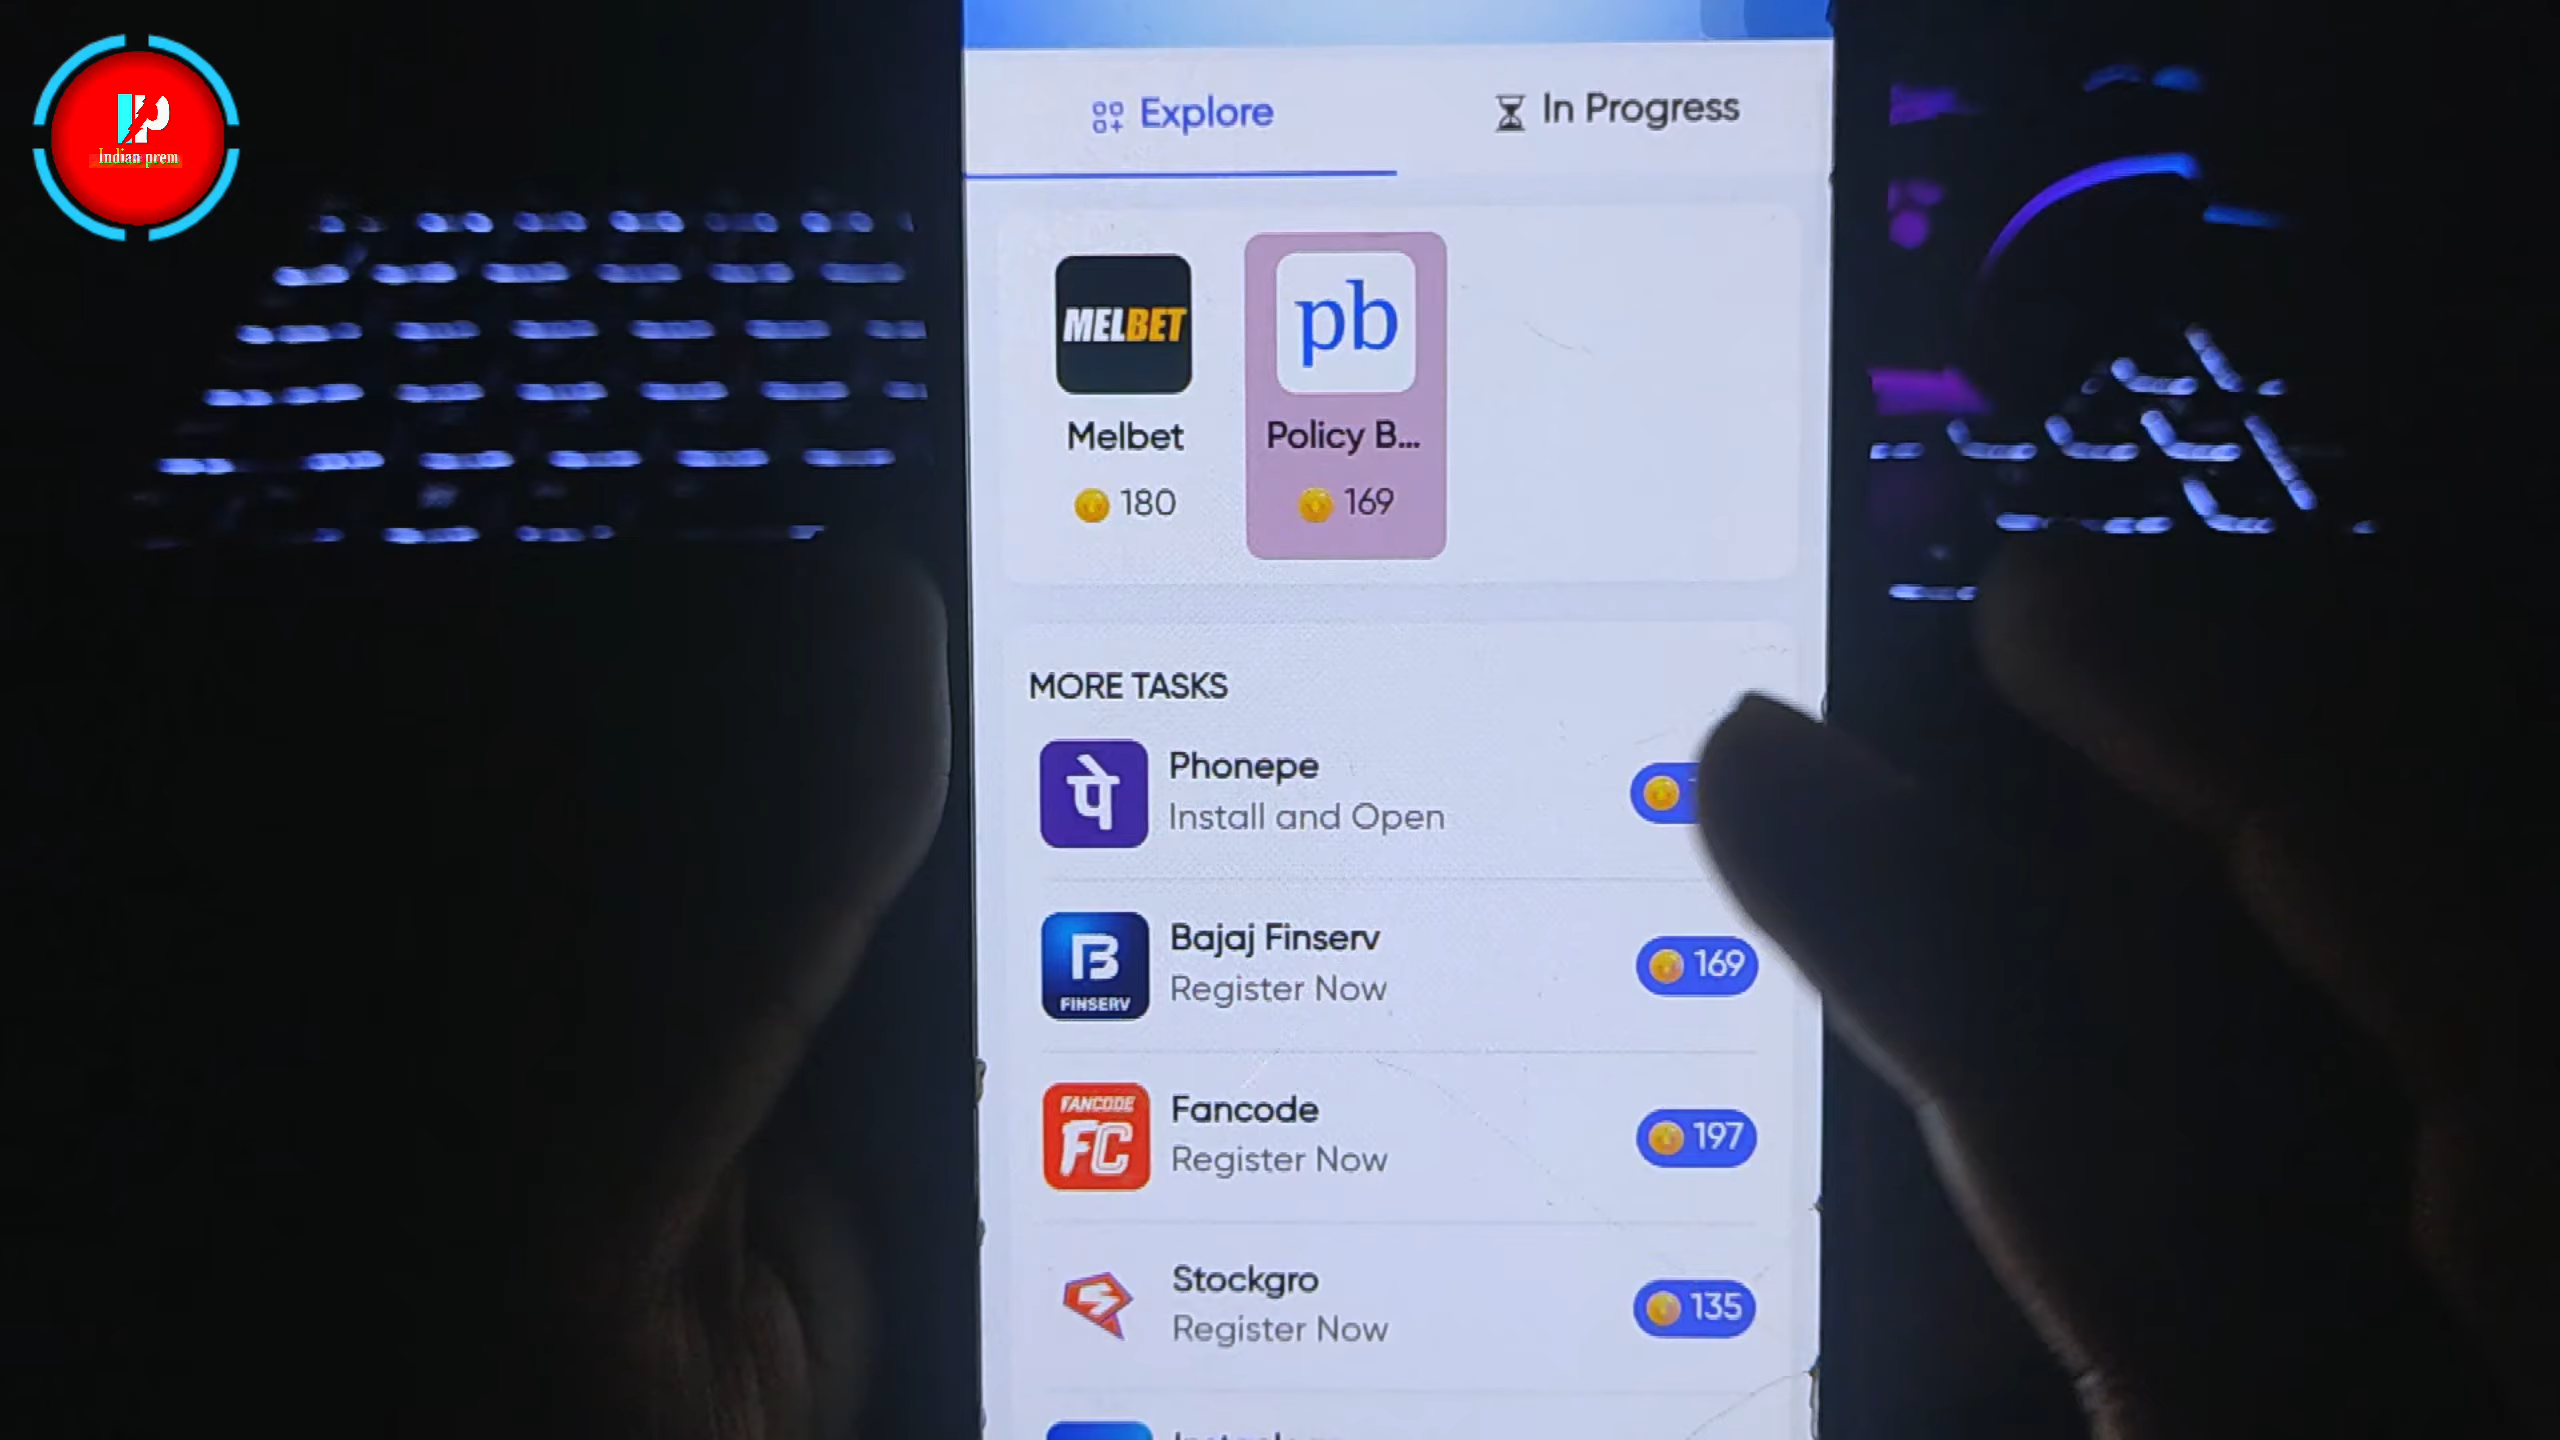 Indian prem
Explore
In Progress
MELBET
pb
Melbet
Policy B...
180
169
MORE TASKS
पे
Phonepe
Install and Open
B
FINSERV
Bajaj Finserv
Register Now
169
FANCODE
FC
Fancode
Register Now
197
Stockgro
Register Now
135